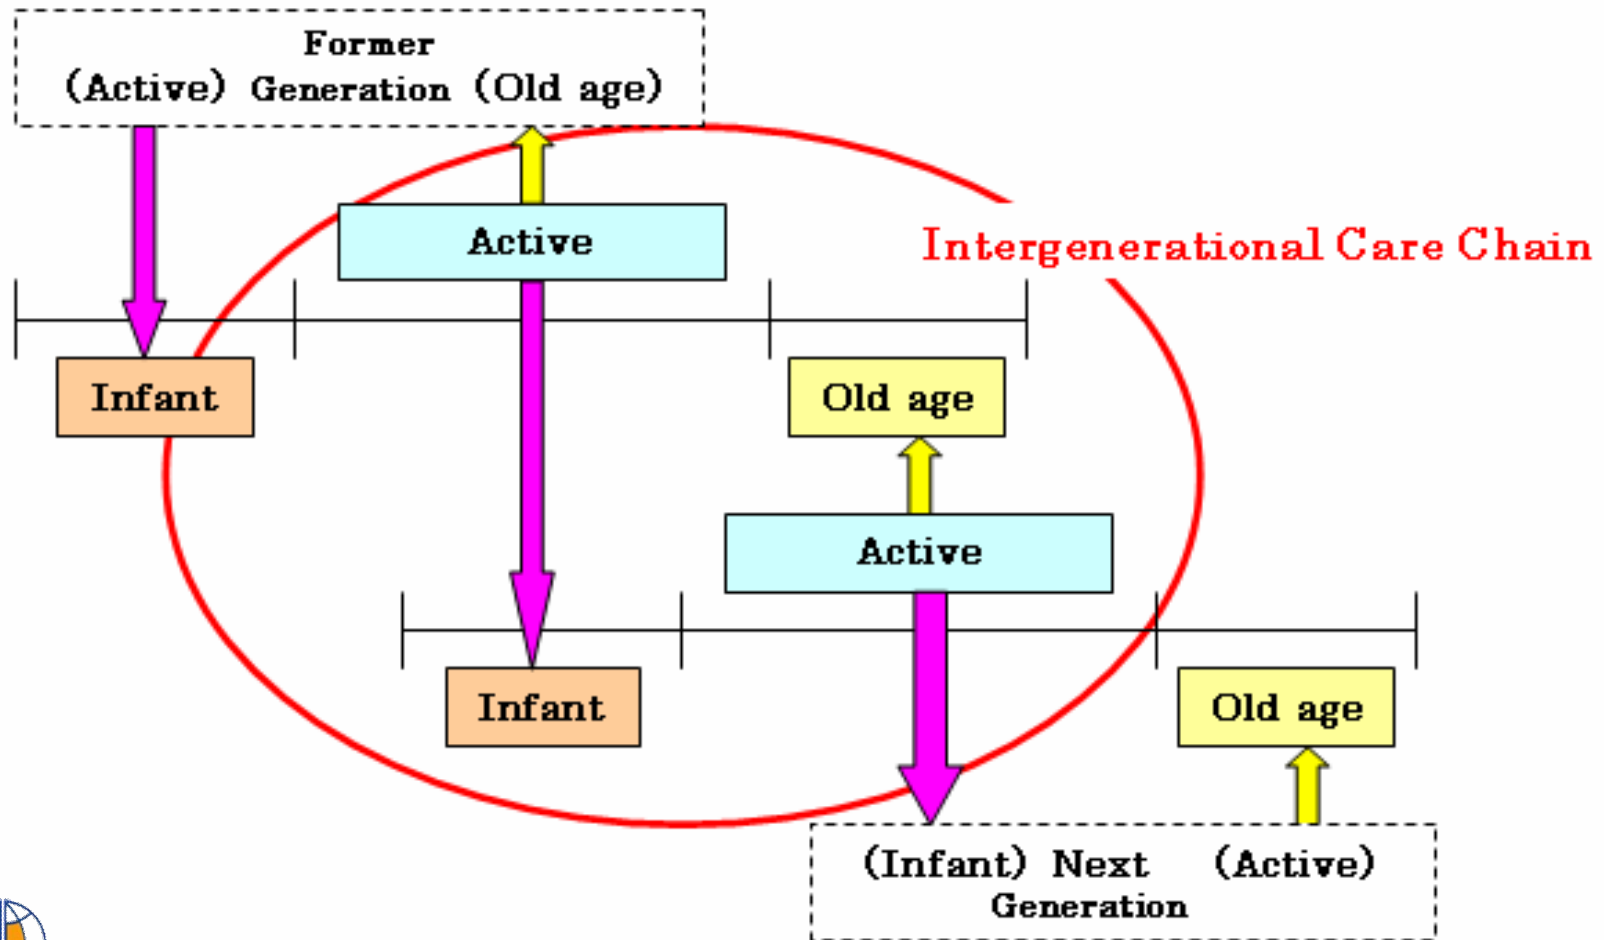 Former
(Active) Generation (Old age)
Active
Intergenerational Care Chain
Infant
Old age
Active
Infant
Old age
(Infant) Next (Active)
Generation